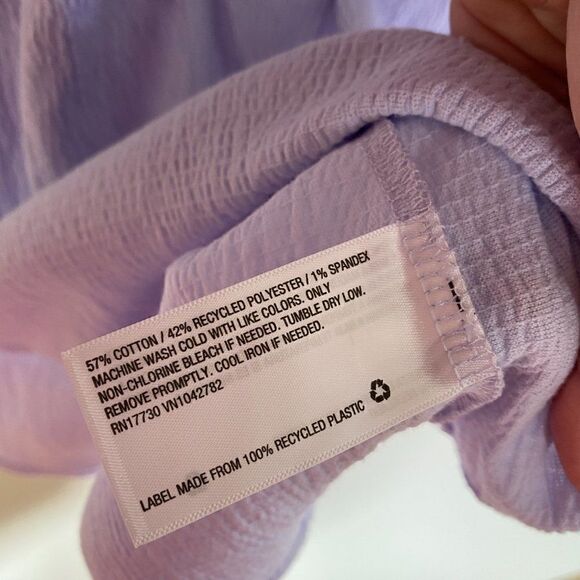 57% COTTON / 42% RECYCLED POLYESTER / 1% SPANDEX
MACHINE WASH COLD WITH LIKE COLORS. ONLY
NON-CHLORINE BLEACH IF NEEDED. TUMBLE DRY LOW.
REMOVE PROMPTLY. COOL IRON IF NEEDED.
RN17730 VN1042782
LABEL MADE FROM 100% RECYCLED PLASTIC